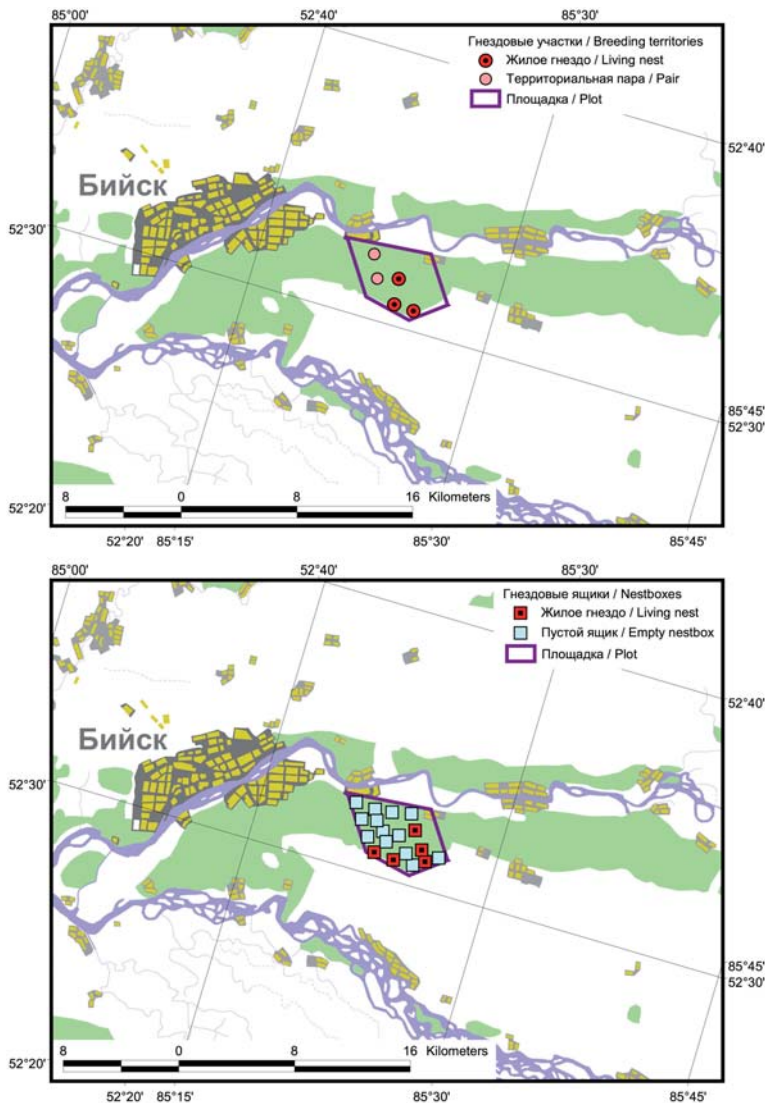 85°00' 52°40' 85°30'
Гнездовые участки / Breeding territories
Жилое гнездо / Living nest
Территориальная пара / Pair
Площадка / Plot
52°40'
Бийск
52°30'
85°45'
52°30'
52°20'
8 0 8 16 Kilometers
52°20' 85°15' 85°30' 85°45'
85°00' 52°40' 85°30'
Гнездовые ящики / Nestboxes
Жилое гнездо / Living nest
Пустой ящик / Empty nestbox
Площадка / Plot
52°40'
Бийск
52°30'
85°45'
52°30'
52°20'
8 0 8 16 Kilometers
52°20' 85°15' 85°30' 85°45'